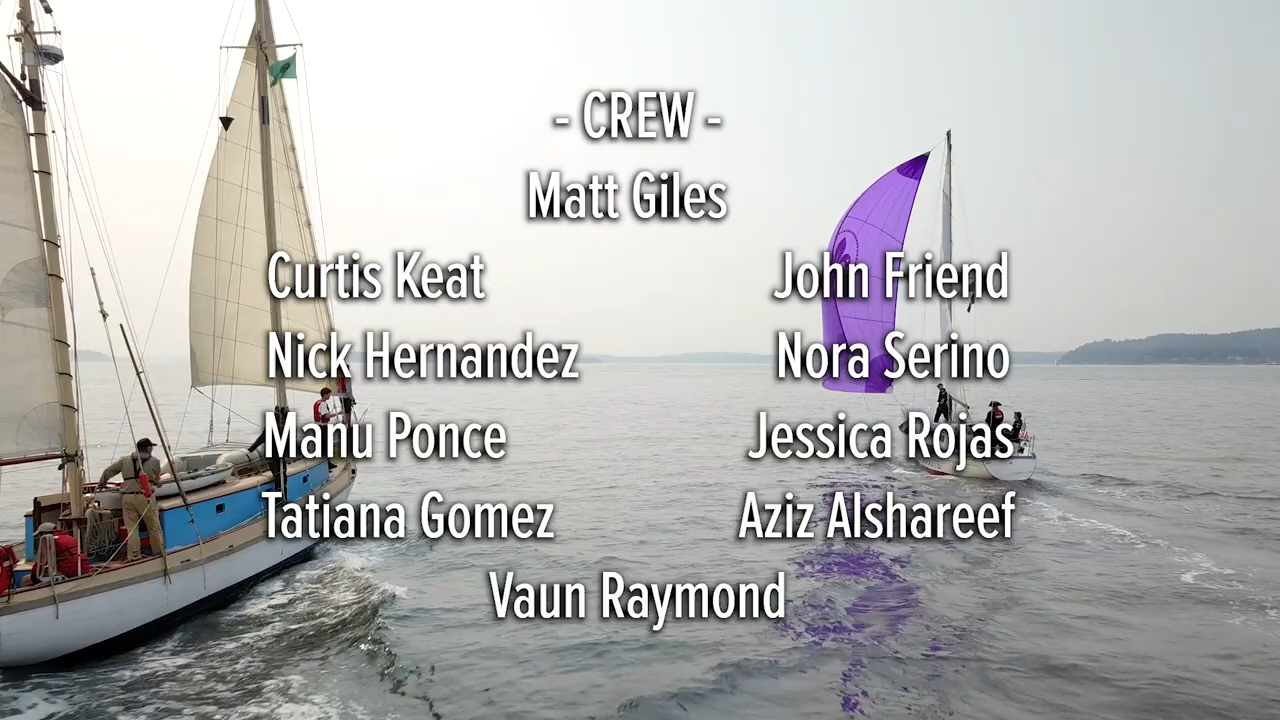 - CREW -
Matt Giles
Curtis Keat John Friend
Nick Hernandez Nora Serino
Manu Ponce Jessica Rojas
Tatiana Gomez Aziz Alshareef
Vaun Raymond